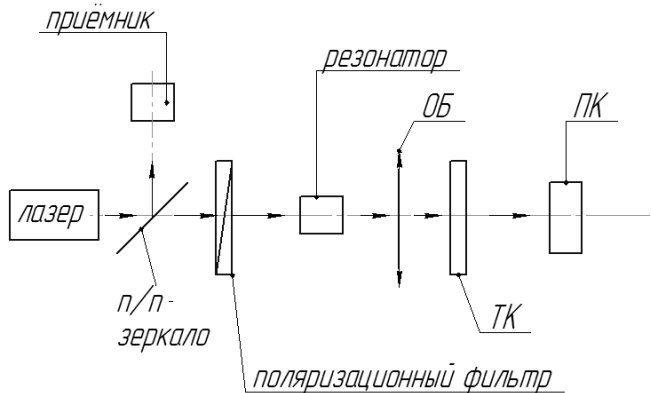 приёмник
резонатор
ОБ
ПК
лазер
п/п-
зеркало
ТК
поляризационный фильтр